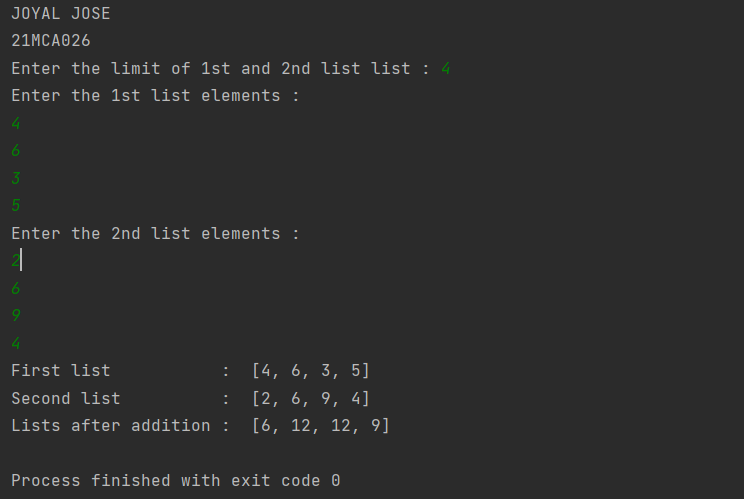 JOYAL JOSE
21MCA026
Enter the limit of 1st and 2nd list list : 4
Enter the 1st list elements :
4
6
3
5
Enter the 2nd list elements :
2
6
9
4
First list           :  [4, 6, 3, 5]
Second list          :  [2, 6, 9, 4]
Lists after addition :  [6, 12, 12, 9]
Process finished with exit code 0